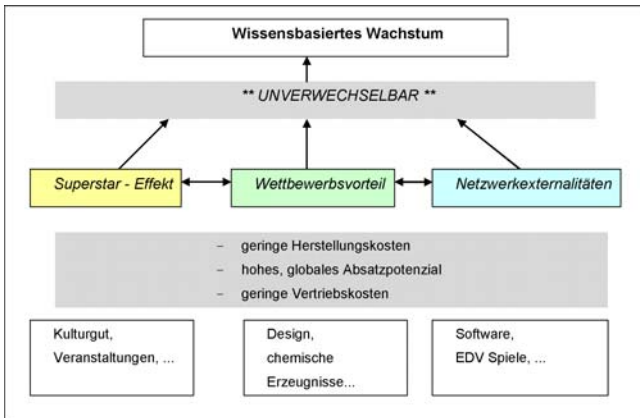 Wissensbasiertes Wachstum
** UNVERWECHSELBAR **
Superstar - Effekt
Wettbewerbsvorteil
Netzwerkexternalitäten
– geringe Herstellungskosten
– hohes, globales Absatzpotenzial
– geringe Vertriebskosten
Kulturgut,
Veranstaltungen, ...
Design,
chemische
Erzeugnisse...
Software,
EDV Spiele, ...